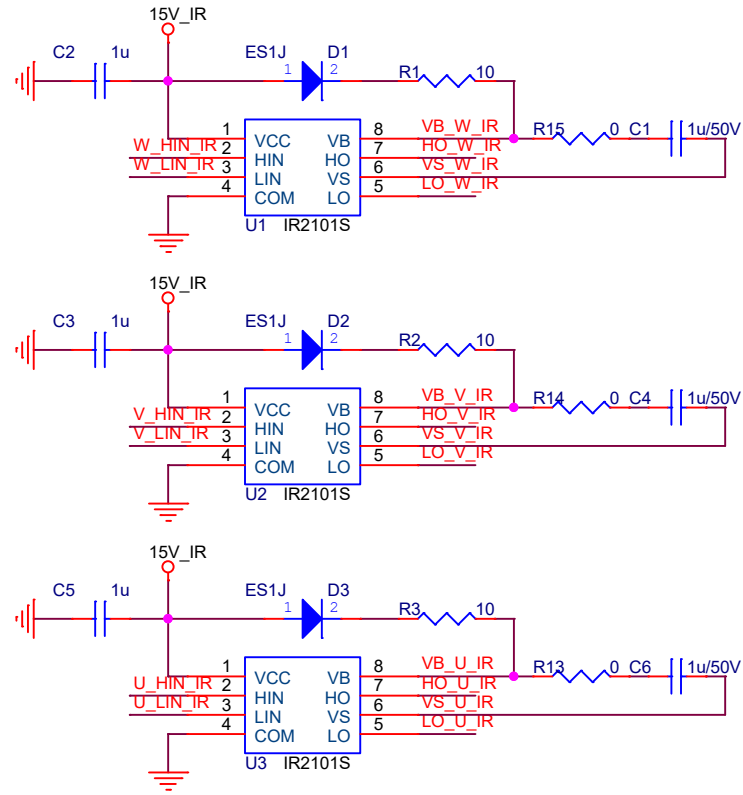 15V_IR
C2 1u ES1J D1
1 2 R1 10
1 VCC VB 8 VB_W_IR R15 0 C1 1u/50V
W_HIN_IR 2 HIN HO 7 HO_W_IR
W_LIN_IR 3 LIN VS 6 VS_W_IR
4 COM LO 5 LO_W_IR
U1 IR2101S
15V_IR
C3 1u ES1J D2
1 2 R2 10
1 VCC VB 8 VB_V_IR R14 0 C4 1u/50V
V_HIN_IR 2 HIN HO 7 HO_V_IR
V_LIN_IR 3 LIN VS 6 VS_V_IR
4 COM LO 5 LO_V_IR
U2 IR2101S
15V_IR
C5 1u ES1J D3
1 2 R3 10
1 VCC VB 8 VB_U_IR R13 0 C6 1u/50V
U_HIN_IR 2 HIN HO 7 HO_U_IR
U_LIN_IR 3 LIN VS 6 VS_U_IR
4 COM LO 5 LO_U_IR
U3 IR2101S